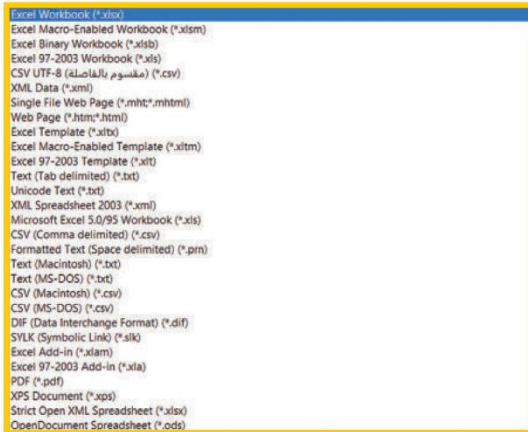 Excel Workbook (*.xlsx)
Excel Macro-Enabled Workbook (*.xlsm)
Excel Binary Workbook (*.xlsb)
Excel 97-2003 Workbook (*.xls)
CSV UTF-8 (مقسوم بالفاصلة) (*.csv)
XML Data (*.xml)
Single File Web Page (*.mht;*.mhtml)
Web Page (*.htm;*.html)
Excel Template (*.xltx)
Excel Macro-Enabled Template (*.xltm)
Excel 97-2003 Template (*.xlt)
Text (Tab delimited) (*.txt)
Unicode Text (*.txt)
XML Spreadsheet 2003 (*.xml)
Microsoft Excel 5.0/95 Workbook (*.xls)
CSV (Comma delimited) (*.csv)
Formatted Text (Space delimited) (*.prn)
Text (Macintosh) (*.txt)
Text (MS-DOS) (*.txt)
CSV (Macintosh) (*.csv)
CSV (MS-DOS) (*.csv)
DIF (Data Interchange Format) (*.dif)
SYLK (Symbolic Link) (*.slk)
Excel Add-in (*.xlam)
Excel 97-2003 Add-in (*.xla)
PDF (*.pdf)
XPS Document (*.xps)
Strict Open XML Spreadsheet (*.xlsx)
OpenDocument Spreadsheet (*.ods)